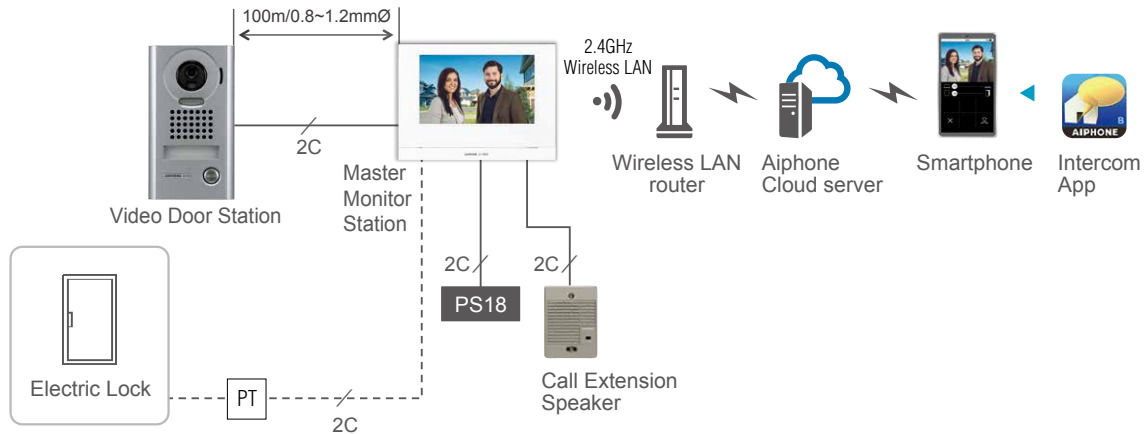 100m/0.8~1.2mmØ
2.4GHz
Wireless LAN
2C
Master
Monitor
Station
Video Door Station
Wireless LAN
router
Aiphone
Cloud server
Smartphone
Intercom
App
B
AIPHONE
2C
PS18
2C
Call Extension
Speaker
Electric Lock
PT
2C